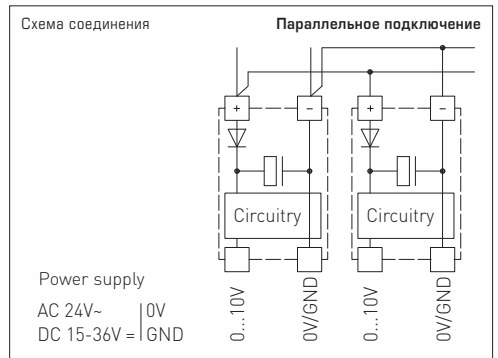 Схема соединения
Параллельное подключение
+ − + −
Circuitry Circuitry
Power supply
AC 24V~ 0V
DC 15-36V = GND
0...10V
0V/GND
0...10V
0V/GND